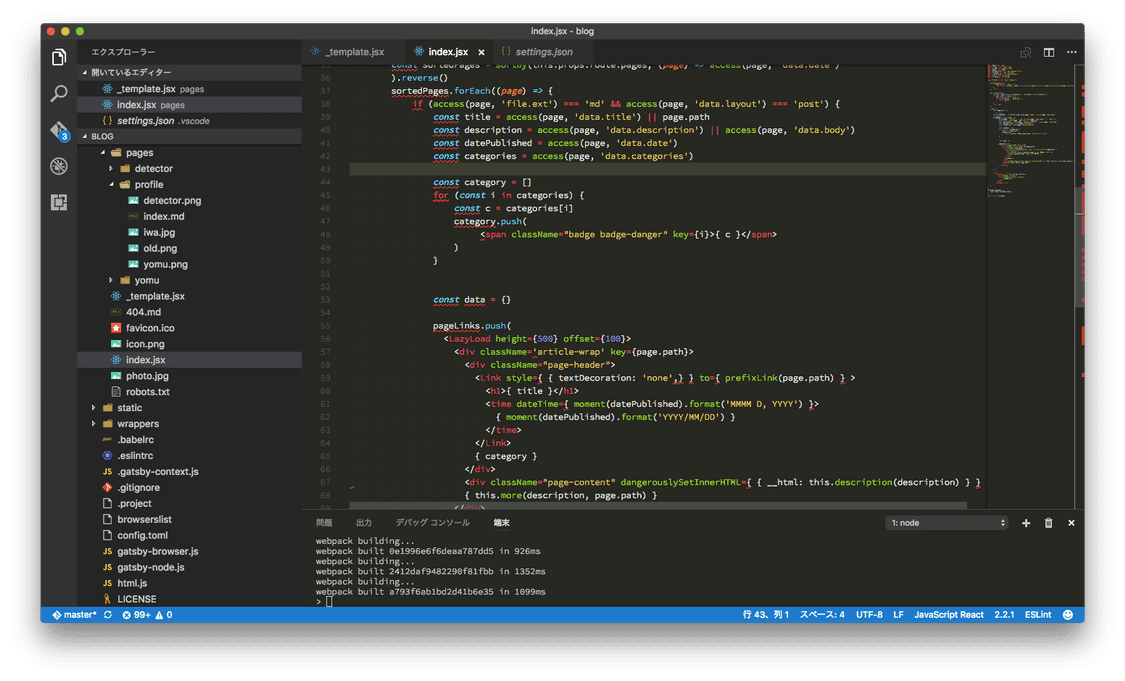 index.jsx - blog
エクスプローラー
開いているエディター
_template.jsx pages
index.jsx pages
{ } settings.json .vscode
BLOG
pages
detector
profile
detector.png
index.md
iwa.jpg
old.png
yomu.png
yomu
_template.jsx
404.md
favicon.ico
icon.png
index.jsx
photo.jpg
robots.txt
static
wrappers
.babelrc
.eslintrc
JS .gatsby-context.js
.gitignore
.project
browserslist
config.toml
JS gatsby-browser.js
JS gatsby-node.js
JS html.js
LICENSE
3
_template.jsx
index.jsx ×
{ } settings.json
35 const sortedPages = sortBy(this.props.route.pages, (page) => access(page, 'data.date')
36 ).reverse()
37 sortedPages.forEach((page) => {
38 if (access(page, 'file.ext') === 'md' && access(page, 'data.layout') === 'post') {
39 const title = access(page, 'data.title') || page.path
40 const description = access(page, 'data.description') || access(page, 'data.body')
41 const datePublished = access(page, 'data.date')
42 const categories = access(page, 'data.categories')
43
44 const category = []
45 for (const i in categories) {
46 const c = categories[i]
47 category.push(
48 <span className="badge badge-danger" key={i}>{ c }</span>
49 )
50 }
51
52
53 const data = {}
54
55 pageLinks.push(
56 <LazyLoad height={500} offset={100}>
57 <div className='article-wrap' key={page.path}>
58 <div className="page-header">
59 <Link style={ { textDecoration: 'none',} } to={ prefixLink(page.path) } >
60 <h1>{ title }</h1>
61 <time dateTime={ moment(datePublished).format('MMMM D, YYYY') }>
62 { moment(datePublished).format('YYYY/MM/DD') }
63 </time>
64 </Link>
65 { category }
66 </div>
67 <div className="page-content" dangerouslySetInnerHTML={ { __html: this.description(description) } }
68 { this.more(description, page.path) }
69 </div>
問題 出力 デバッグ コンソール 端末
1: node
webpack building...
webpack built 0e1996e6f6deaa787dd5 in 926ms
webpack building...
webpack built 2412daf9482290f81fbb in 1352ms
webpack building...
webpack built a793f6ab1bd2d41b6e35 in 1099ms
>
master* 99+ 0
行 43、列 1 スペース: 4 UTF-8 LF JavaScript React 2.2.1 ESLint